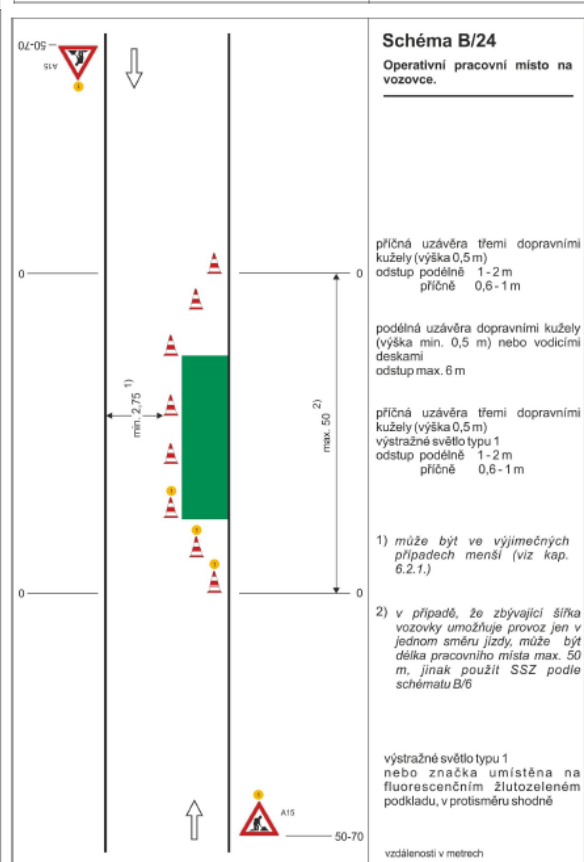 Schéma B/24
Operativní pracovní místo na
vozovce.
50-70
A15
1
příčná uzávěra třemi dopravními
kužely (výška 0,5 m)
odstup podélně 1 - 2 m
příčně 0,6 - 1 m
0
0
podélná uzávěra dopravními kužely
(výška min. 0,5 m) nebo vodicími
deskami
odstup max. 6 m
min. 2,75 1)
max. 50 2)
příčná uzávěra třemi dopravními
kužely (výška 0,5 m)
výstražné světlo typu 1
odstup podélně 1 - 2 m
příčně 0,6 - 1 m
1
1
1
1) může být ve výjimečných
případech menší (viz kap.
6.2.1.)
0
0
2) v případě, že zbývající šířka
vozovky umožňuje provoz jen v
jednom směru jízdy, může být
délka pracovního místa max. 50
m, jinak použít SSZ podle
schématu B/6
výstražné světlo typu 1
nebo značka umístěna na
fluorescenčním žlutozeleném
podkladu, v protisměru shodně
1
A15
50-70
vzdálenosti v metrech